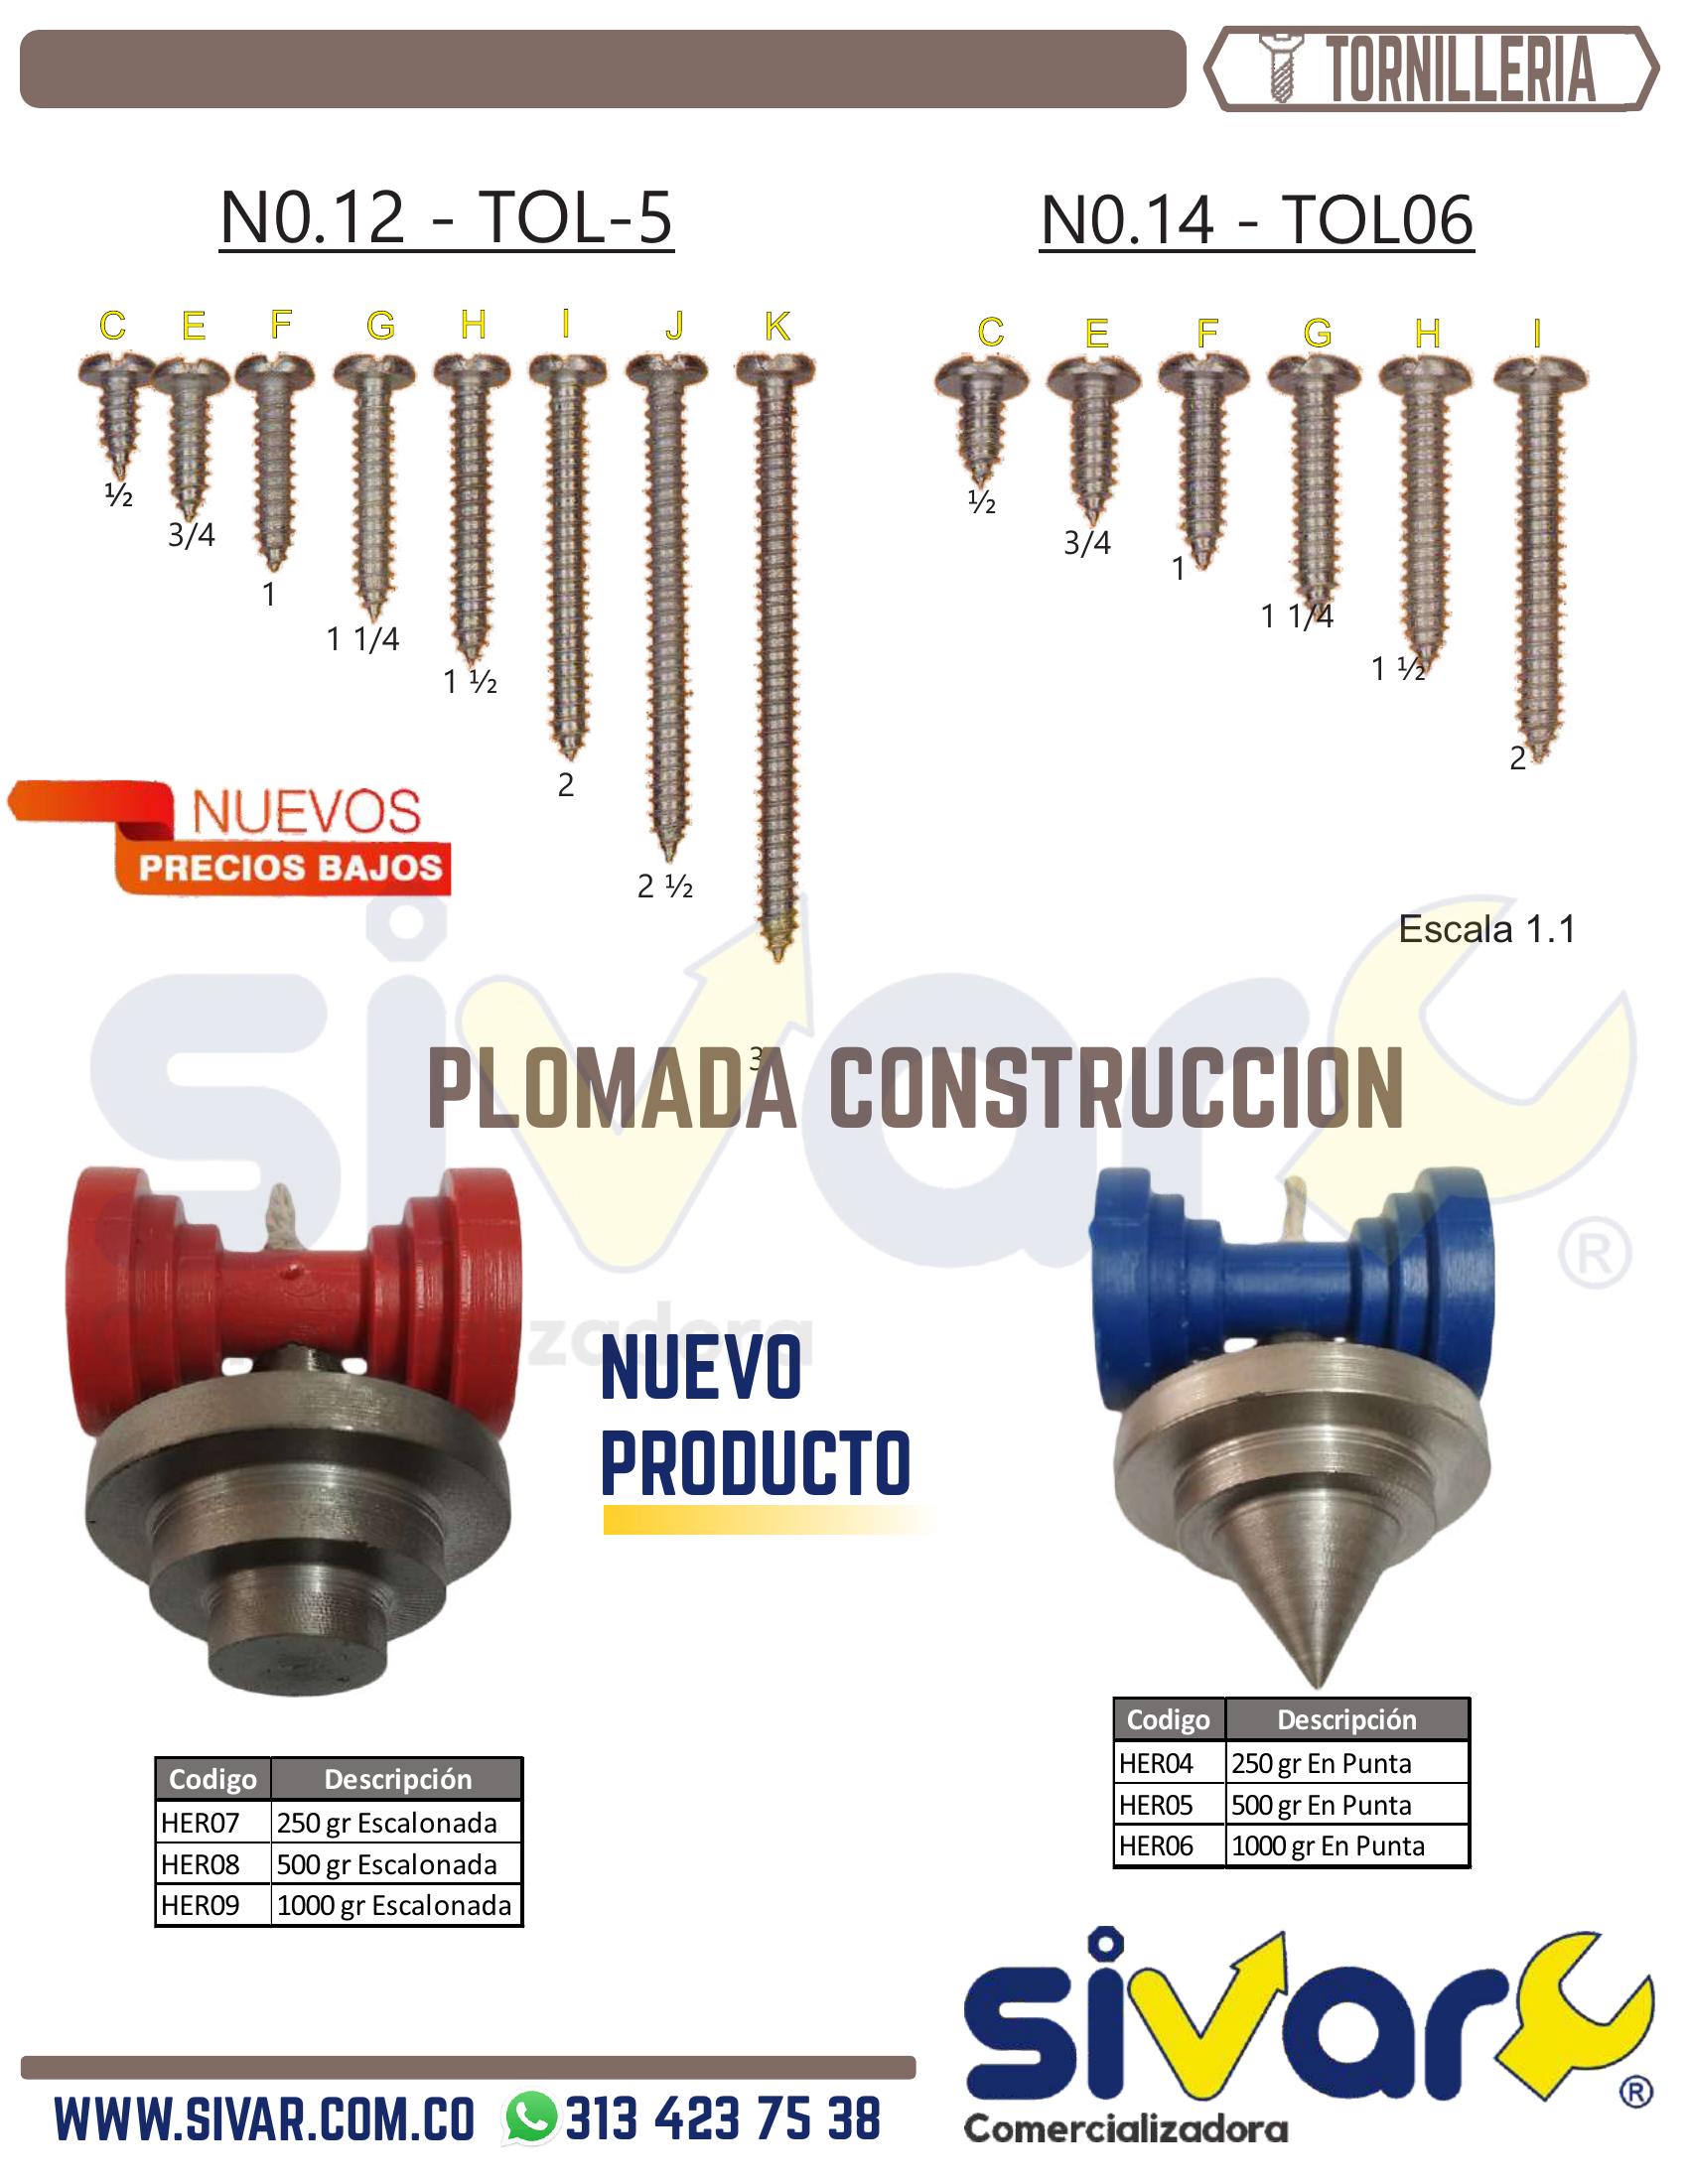 TORNILLERIA
N0.12 - TOL-5
N0.14 - TOL06
C E F G H I J K
C E F G H I
½
3/4
1
1 1/4
1 ½
2
2 ½
3
½
3/4
1
1 1/4
1 ½
2
NUEVOS
PRECIOS BAJOS
Escala 1.1
PLOMADA CONSTRUCCION
NUEVO
PRODUCTO
Codigo Descripción
HER07 250 gr Escalonada
HER08 500 gr Escalonada
HER09 1000 gr Escalonada
Codigo Descripción
HER04 250 gr En Punta
HER05 500 gr En Punta
HER06 1000 gr En Punta
sivar
®
Comercializadora
WWW.SIVAR.COM.CO 313 423 75 38